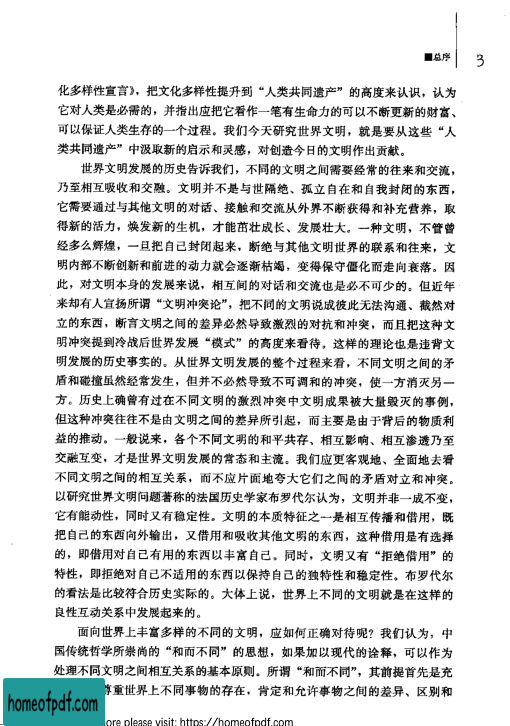 ■总序 3
化多样性宣言》，把文化多样性提升到“人类共同遗产”的高度来认识，认为
它对人类是必需的，并指出应把它看作一笔有生命力的可以不断更新的财富、
可以保证人类生存的一个过程。我们今天研究世界文明，就是要从这些“人
类共同遗产”中汲取新的启示和灵感，对创造今日的文明作出贡献。
世界文明发展的历史告诉我们，不同的文明之间需要经常的往来和交流，
乃至相互吸收和交融。文明并不是与世隔绝、孤立自在和自我封闭的东西，
它需要通过与其他文明的对话、接触和交流从外界不断获得和补充营养，取
得新的活力，焕发新的生机，才能茁壮成长、发展壮大。一种文明，不管曾
经多么辉煌，一旦把自己封闭起来，断绝与其他文明世界的联系和往来，文
明内部不断创新和前进的动力就会逐渐枯竭，变得保守僵化而走向衰落。因
此，对文明本身的发展来说，相互间的对话和交流也是必不可少的。但近年
来却有人宣扬所谓“文明冲突论”，把不同的文明说成彼此无法沟通、截然对
立的东西，断言文明之间的差异必然导致激烈的对抗和冲突，而且把这种文
明冲突提到冷战后世界发展“模式”的高度来看待。这样的理论也是违背文
明发展的历史事实的。从世界文明发展的整个过程来看，不同文明之间的矛
盾和碰撞虽然经常发生，但并不必然导致不可调和的冲突，使一方消灭另一
方。历史上确曾有过在不同文明的激烈冲突中文明成果被大量毁灭的事例，
但这种冲突往往不是由文明之间的差异所引起，而主要是由于背后的物质利
益的推动。一般说来，各个不同文明的和平共存、相互影响、相互渗透乃至
交融互变，才是世界文明发展的常态和主流。我们应更客观地、全面地去看
不同文明之间的相互关系，而不应片面地夸大它们之间的矛盾对立和冲突。
以研究世界文明问题著称的法国历史学家布罗代尔认为，文明并非一成不变，
它有能动性，同时又有稳定性。文明的本质特征之一是相互传播和借用，既
把自己的东西向外输出，又借用和吸收其他文明的东西，这种借用是有选择
的，即借用对自己有用的东西以丰富自己。同时，文明又有“拒绝借用”的
特性，即拒绝对自己不适用的东西以保持自己的独特性和稳定性。布罗代尔
的看法是比较符合历史实际的。大体上说，世界上不同的文明就是在这样的
良性互动关系中发展起来的。
面向世界上丰富多样的不同的文明，应如何正确对待呢？我们认为，中
国传统哲学所崇尚的“和而不同”的思想，如果加以现代的诠释，可以作为
处理不同文明之间相互关系的基本原则。所谓“和而不同”，其前提首先是充
尊重世界上不同事物的存在，肯定和允许事物之间的差异、区别和
homeofpdf.com
ore please visit: https://homeofpdf.com